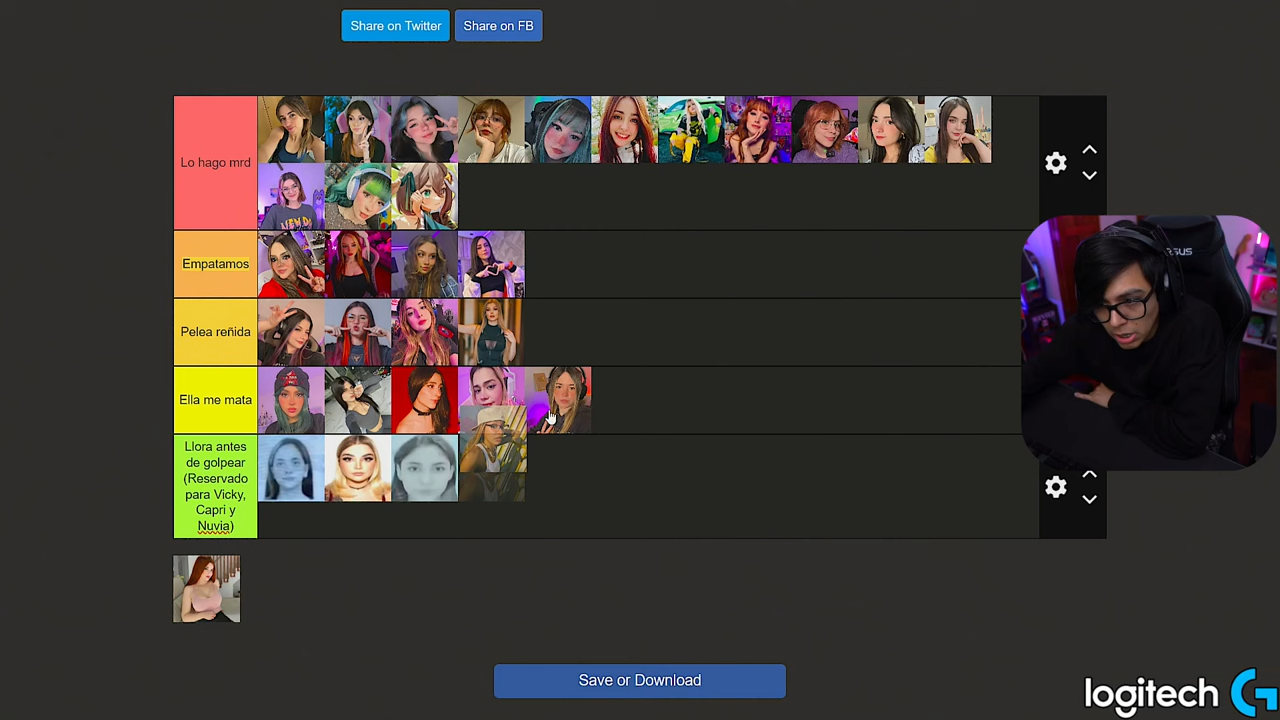 Share on Twitter
Share on FB
Lo hago mrd
Empatamos
Pelea reñida
Ella me mata
Llora antes
de golpear
(Reservado
para Vicky,
Capri y
Nuvia)
Save or Download
logitech G